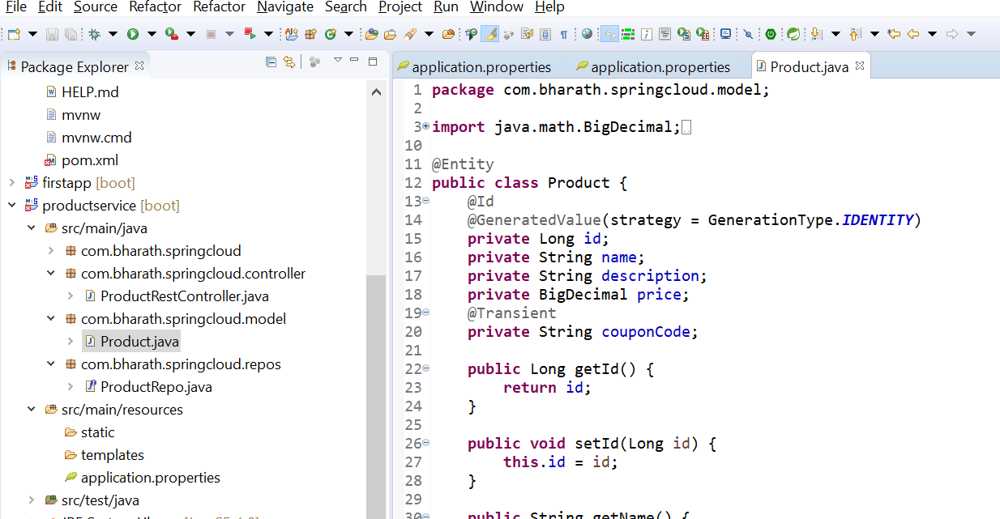 File Edit Source Refactor Refactor Navigate Search Project Run Window Help
Package Explorer
HELP.md
mvnw
mvnw.cmd
pom.xml
firstapp [boot]
productservice [boot]
src/main/java
com.bharath.springcloud
com.bharath.springcloud.controller
ProductRestController.java
com.bharath.springcloud.model
Product.java
com.bharath.springcloud.repos
ProductRepo.java
src/main/resources
static
templates
application.properties
src/test/java
application.properties application.properties Product.java
1 package com.bharath.springcloud.model;
2
3 import java.math.BigDecimal;
10
11 @Entity
12 public class Product {
13 @Id
14 @GeneratedValue(strategy = GenerationType.IDENTITY)
15 private Long id;
16 private String name;
17 private String description;
18 private BigDecimal price;
19 @Transient
20 private String couponCode;
21
22 public Long getId() {
23 return id;
24 }
25
26 public void setId(Long id) {
27 this.id = id;
28 }
29
30 public String getName() {